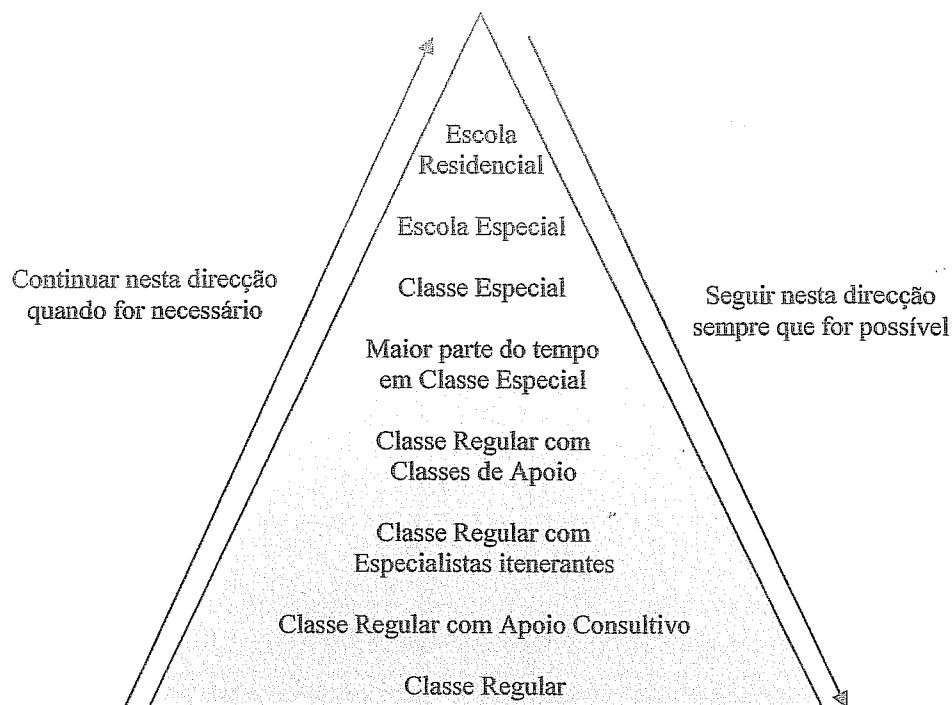 Escola
Residencial
Escola Especial
Continuar nesta direcção
quando for necessário
Classe Especial
Seguir nesta direcção
sempre que for possível
Maior parte do tempo
em Classe Especial
Classe Regular com
Classes de Apoio
Classe Regular com
Especialistas itenerantes
Classe Regular com Apoio Consultivo
Classe Regular